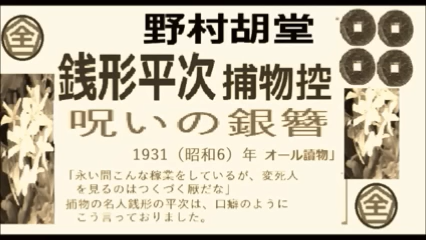 野村胡堂
銭形平次 捕物控
呪いの銀簪
1931（昭和6）年 オール讀物」
「永い間こんな稼業をしているが、変死人
を見るのはつくづく厭だな」
捕物の名人銭形の平次は、口癖のように
こう言っておりました。
全
全